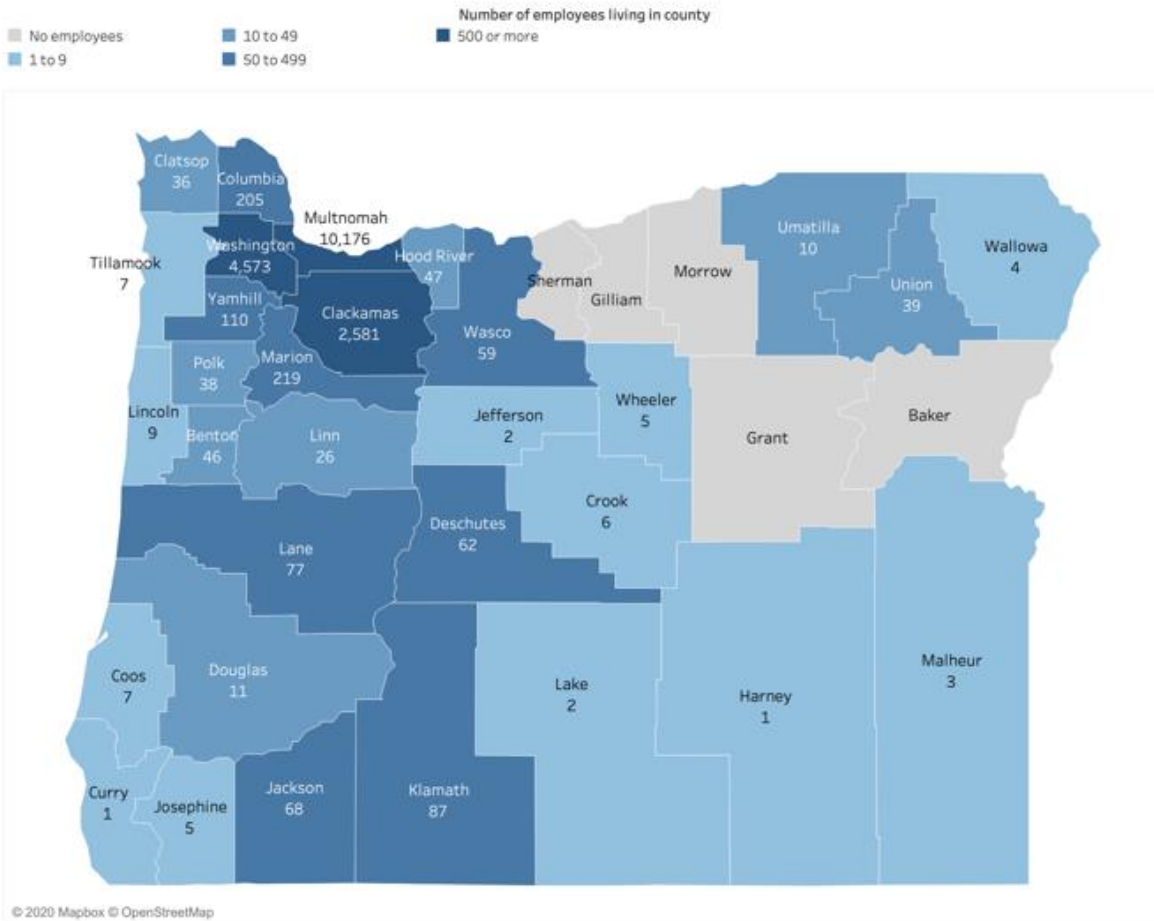 Number of employees living in county
No employees
10 to 49
500 or more
1 to 9
50 to 499
Clatsop
36
Columbia
205
Multnomah
10,176
Washington
4,573
Hood River
47
Tillamook
7
Yamhill
110
Clackamas
2,581
Wasco
59
Sherman
Gilliam
Morrow
Umatilla
10
Union
39
Wallowa
4
Polk
38
Marion
219
Lincoln
9
Benton
46
Linn
26
Jefferson
2
Wheeler
5
Grant
Baker
Crook
6
Deschutes
62
Lane
77
Douglas
11
Coos
7
Lake
2
Harney
1
Malheur
3
Curry
1
Josephine
5
Jackson
68
Klamath
87
© 2020 Mapbox © OpenStreetMap